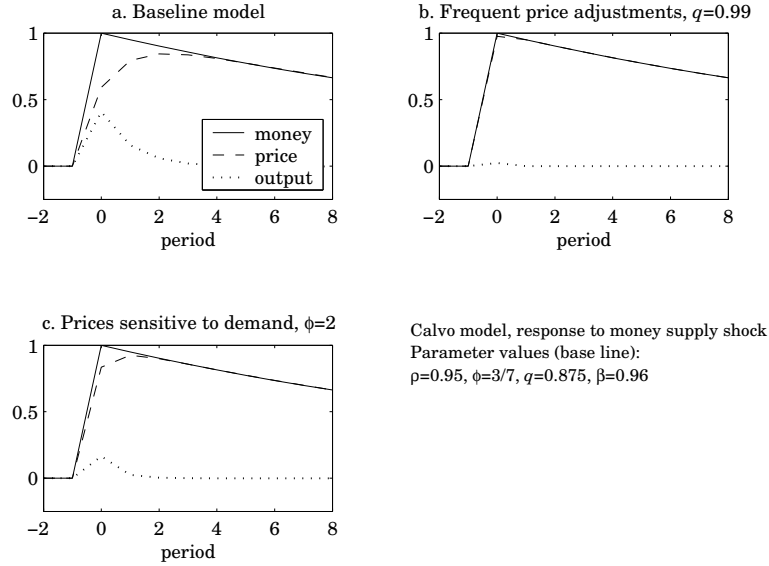 a. Baseline model
1
0.5
0
money
price
output
−2 0 2 4 6 8
period
b. Frequent price adjustments, q=0.99
1
0.5
0
−2 0 2 4 6 8
period
c. Prices sensitive to demand, ϕ=2
1
0.5
0
−2 0 2 4 6 8
period
Calvo model, response to money supply shock
Parameter values (base line):
ρ=0.95, ϕ=3/7, q=0.875, β=0.96